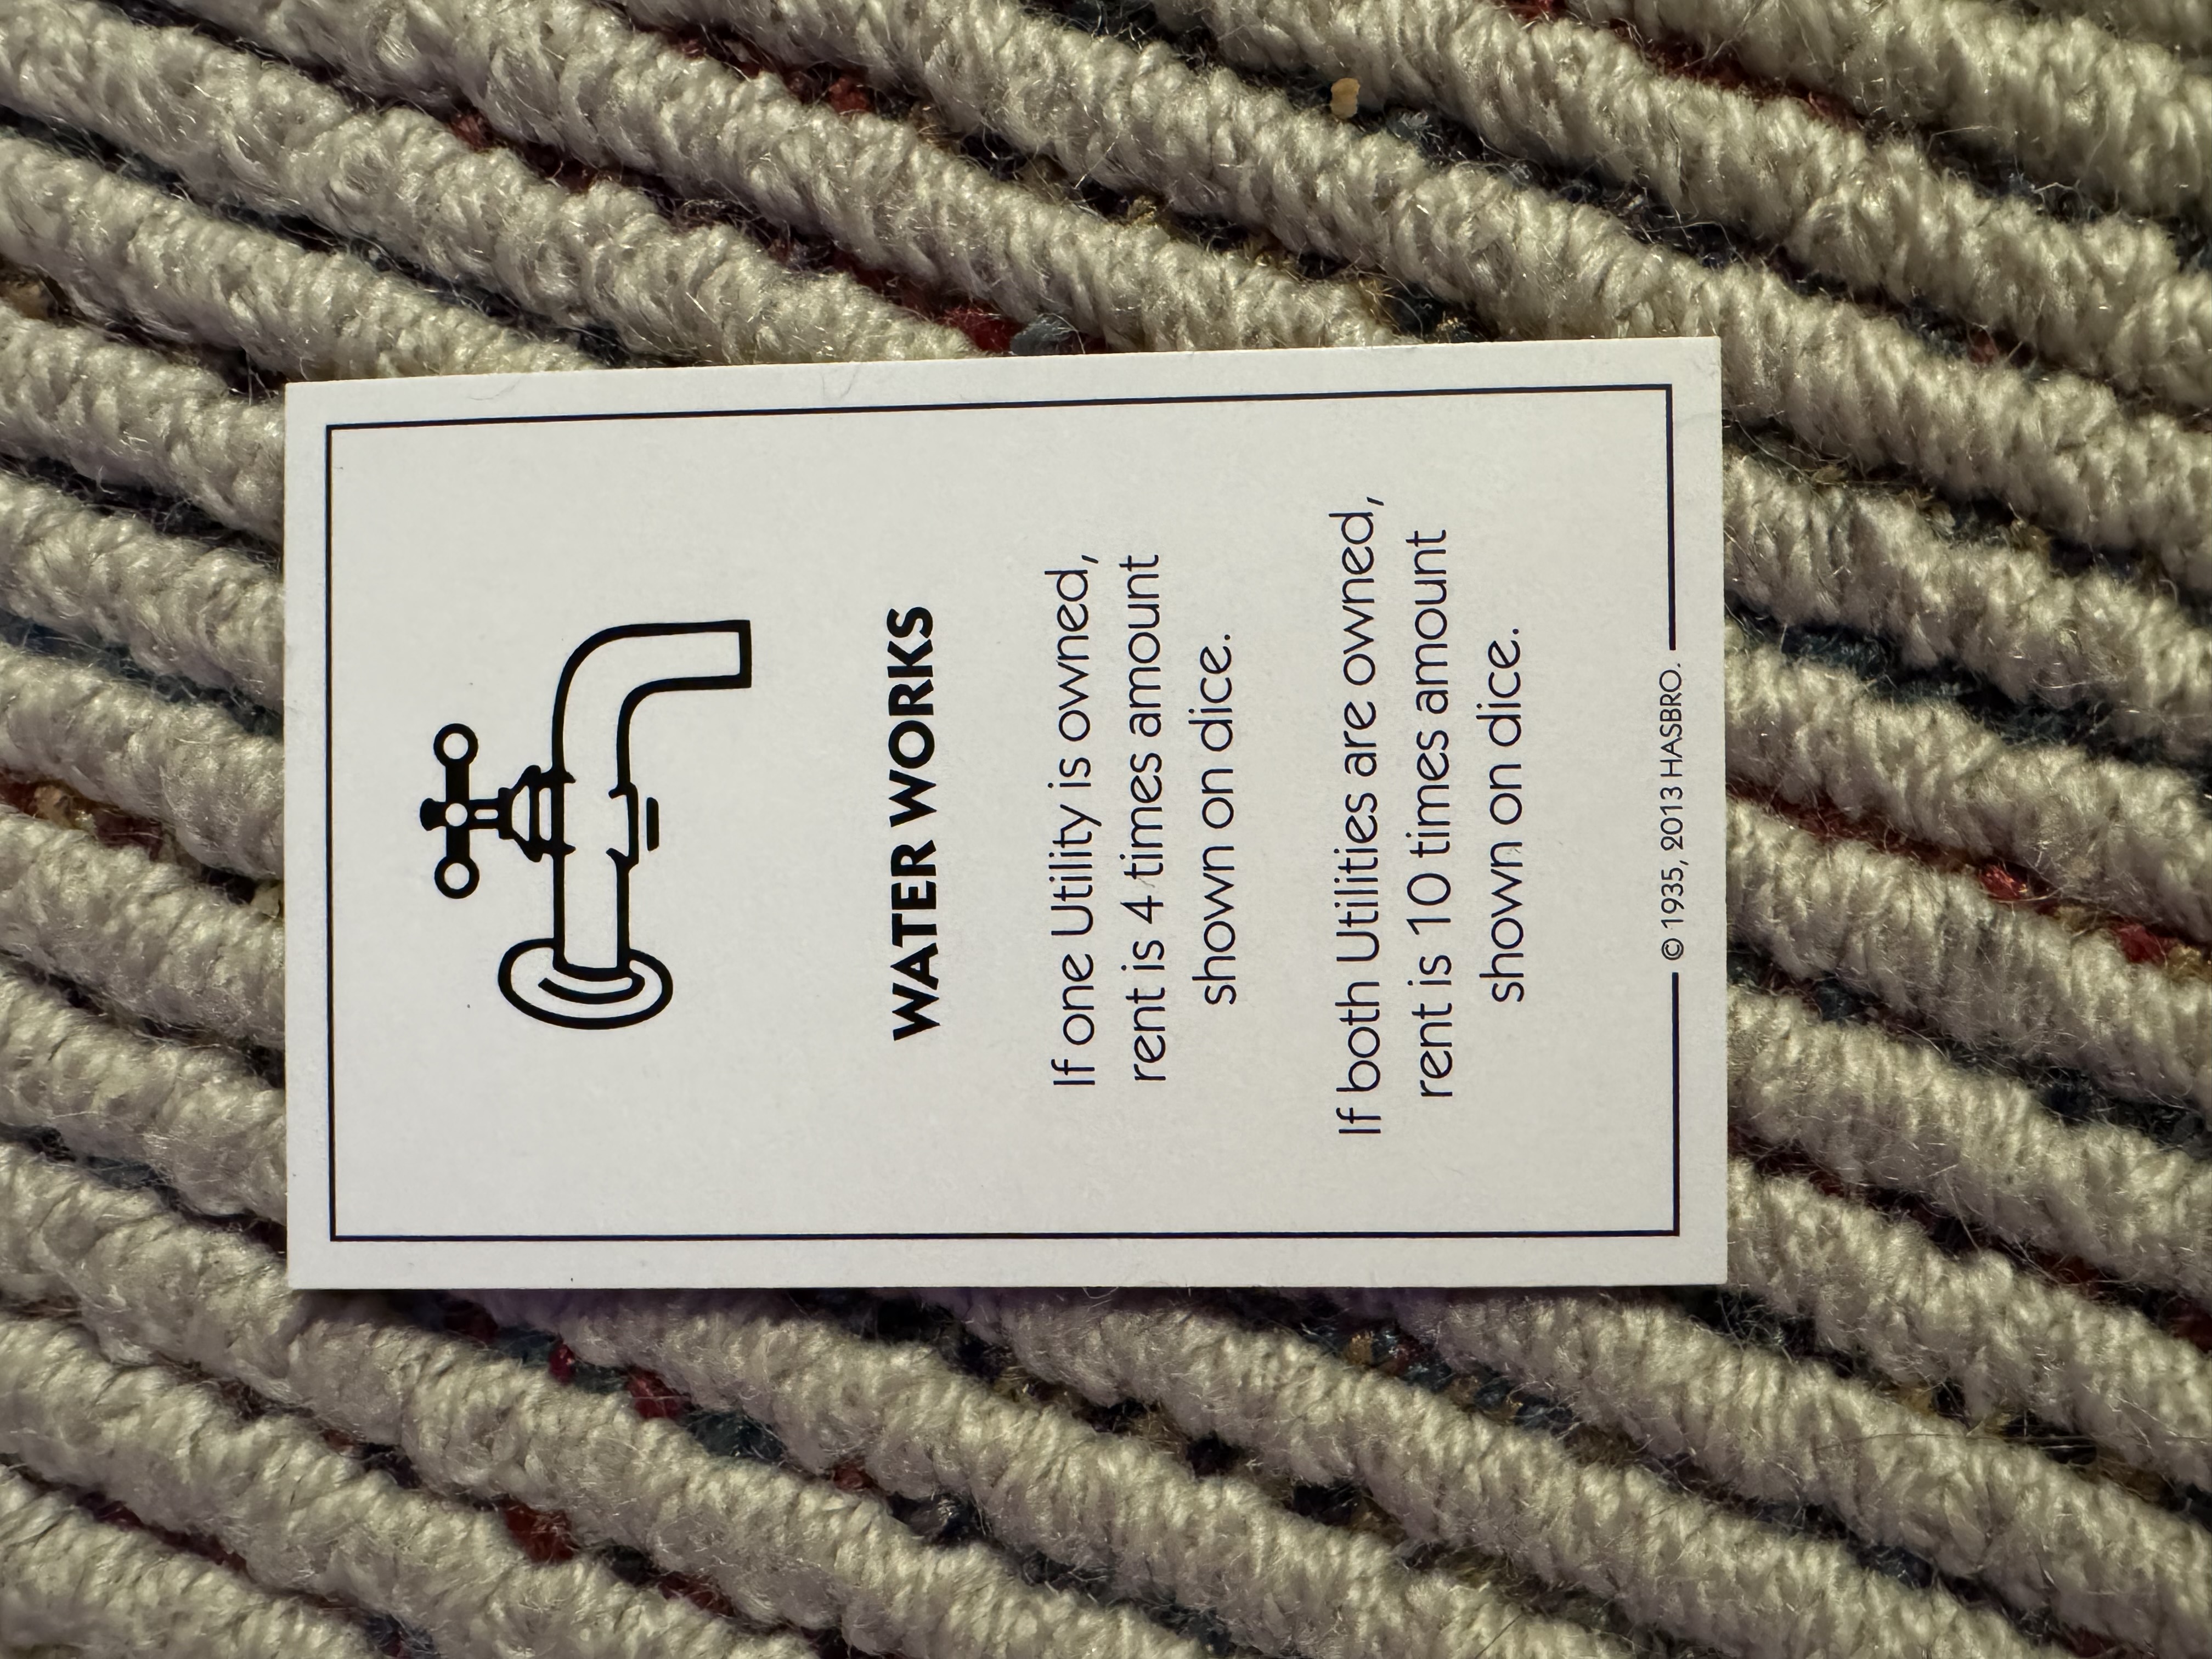 WATER WORKS
If one Utility is owned,
rent is 4 times amount
shown on dice.
If both Utilities are owned,
rent is 10 times amount
shown on dice.
© 1935, 2013 HASBRO.